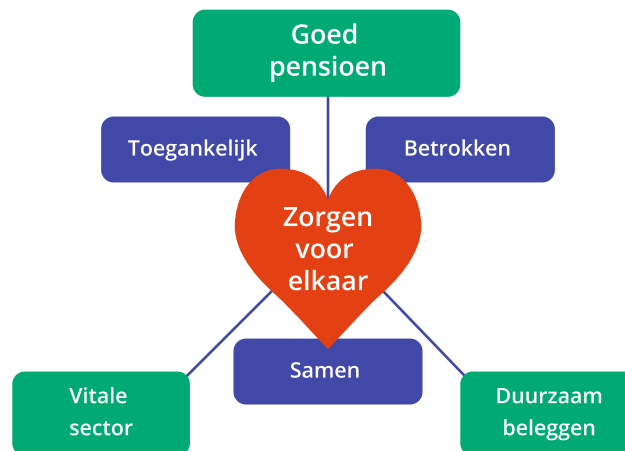 Goed
pensioen
Toegankelijk
Betrokken
Zorgen
voor
elkaar
Samen
Vitale
sector
Duurzaam
beleggen